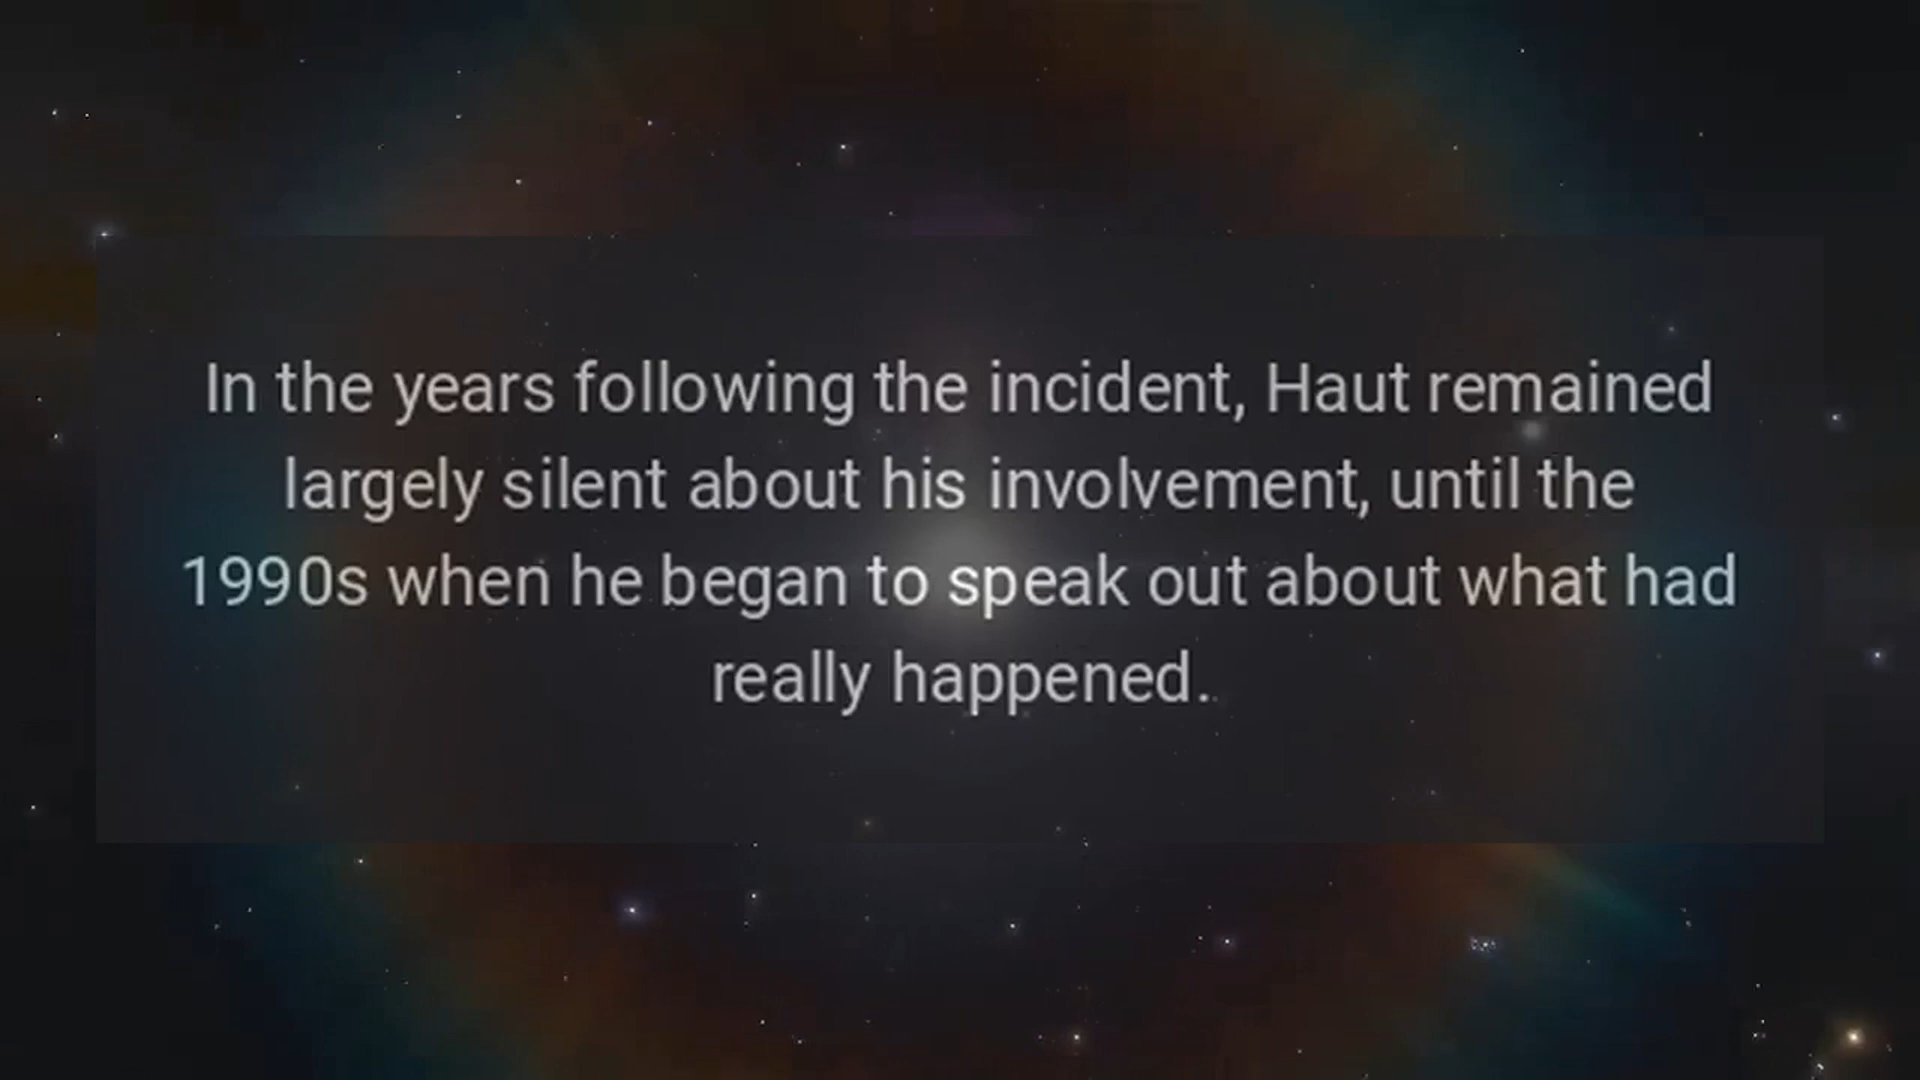 In the years following the incident, Haut remained
largely silent about his involvement, until the
1990s when he began to speak out about what had
really happened.